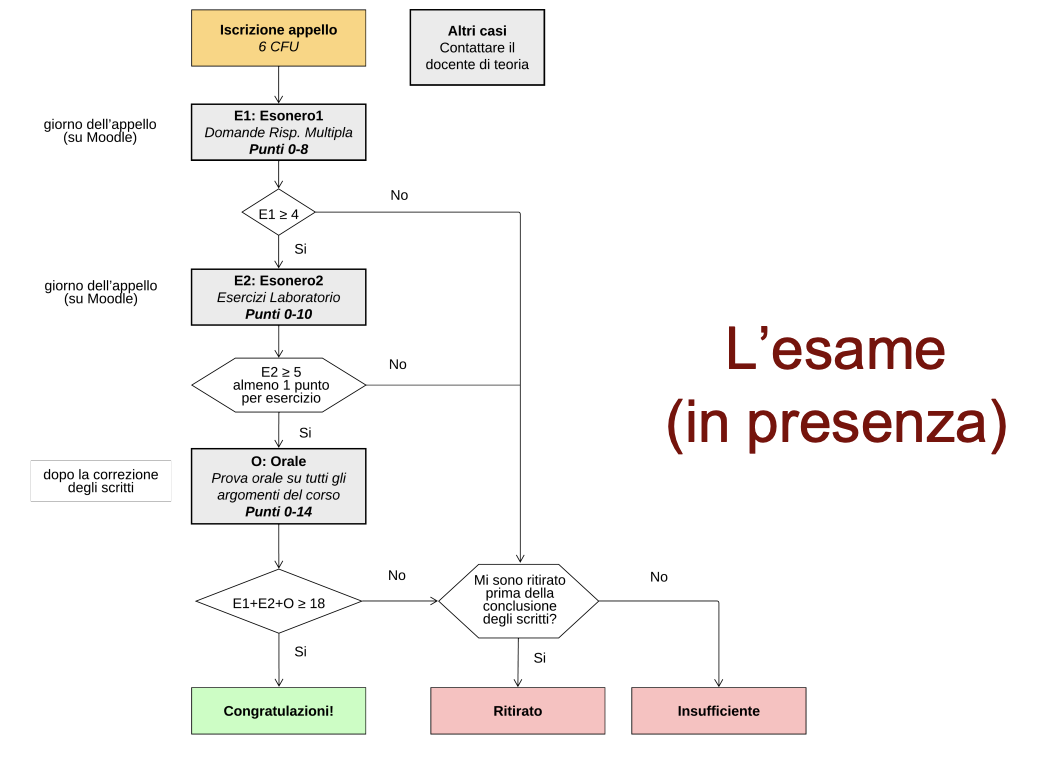 Iscrizione appello
6 CFU
Altri casi
Contattare il
docente di teoria
giorno dell'appello
(su Moodle)
E1: Esonero1
Domande Risp. Multipla
Punti 0-8
E1 ≥ 4
No
Si
giorno dell'appello
(su Moodle)
E2: Esonero2
Esercizi Laboratorio
Punti 0-10
E2 ≥ 5
almeno 1 punto
per esercizio
No
Si
L’esame
(in presenza)
dopo la correzione
degli scritti
O: Orale
Prova orale su tutti gli
argomenti del corso
Punti 0-14
E1+E2+O ≥ 18
No
Si
Mi sono ritirato
prima della
conclusione
degli scritti?
No
Si
Congratulazioni!
Ritirato
Insufficiente